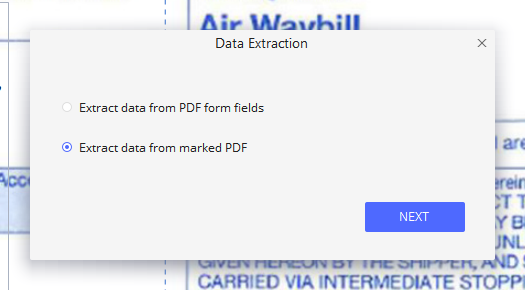 Air Waybill
Data Extraction
Extract data from PDF form fields
Extract data from marked PDF
are
Acco
erein
CT T
Y B
NEXT
UNL
GIVEN HEREON BY THE SHIPPER, AND S
CARRIED VIA INTERMEDIATE STOPP